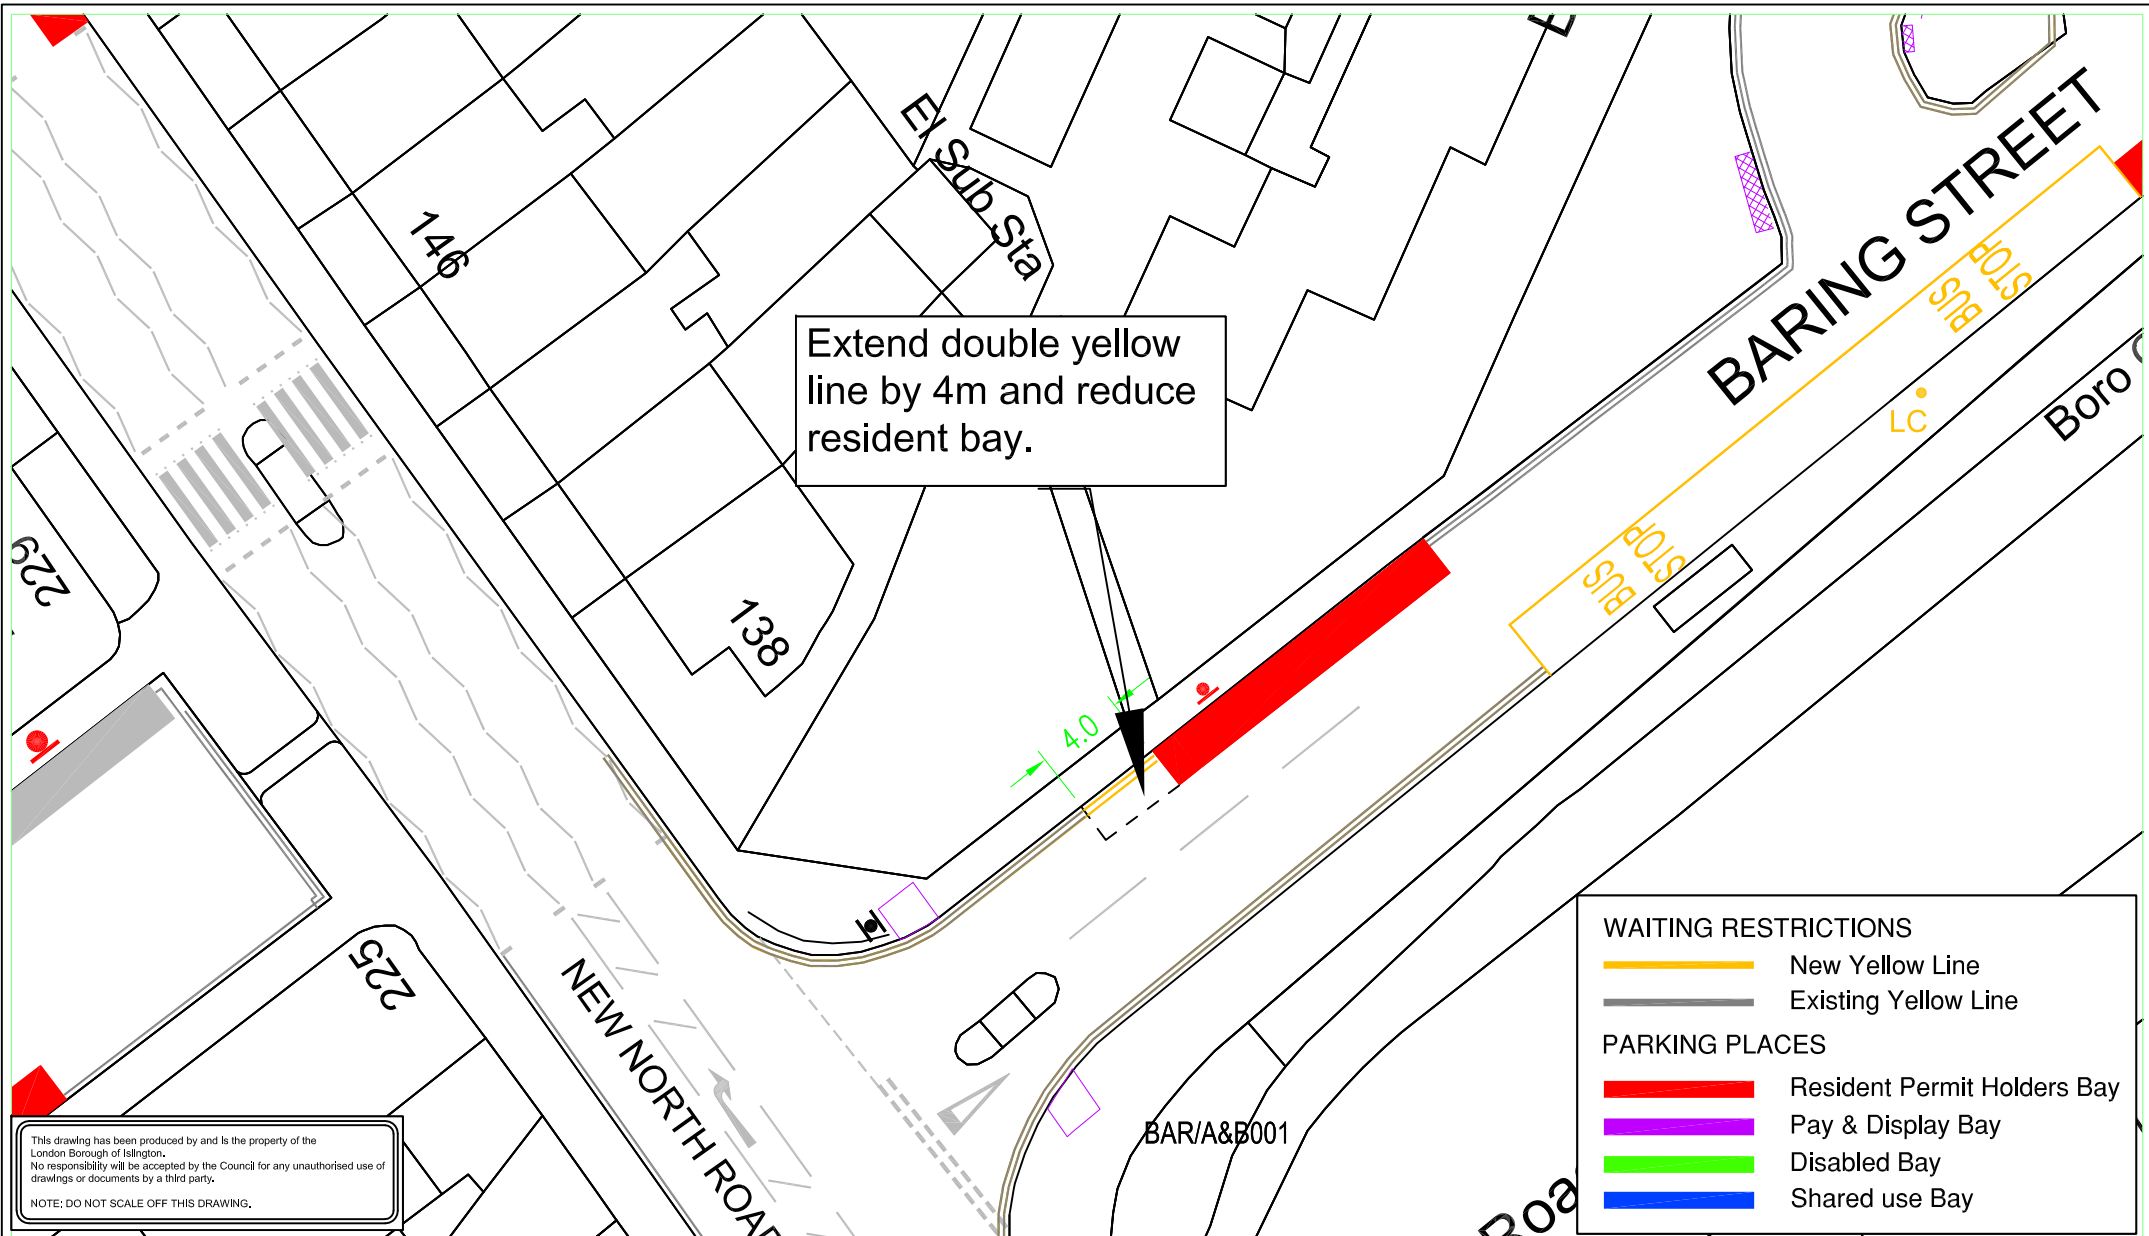 El Sub Sta
146
BARING STREET
BUS STOP
Extend double yellow
line by 4m and reduce
resident bay.
LC
Boro
229
BUS STOP
138
4.0
225
NEW NORTH ROAD
BAR/A&B001
WAITING RESTRICTIONS
New Yellow Line
Existing Yellow Line
PARKING PLACES
Resident Permit Holders Bay
Pay & Display Bay
Disabled Bay
Shared use Bay
This drawing has been produced by and is the property of the
London Borough of Islington.
No responsibility will be accepted by the Council for any unauthorised use of
drawings or documents by a third party.
NOTE: DO NOT SCALE OFF THIS DRAWING.